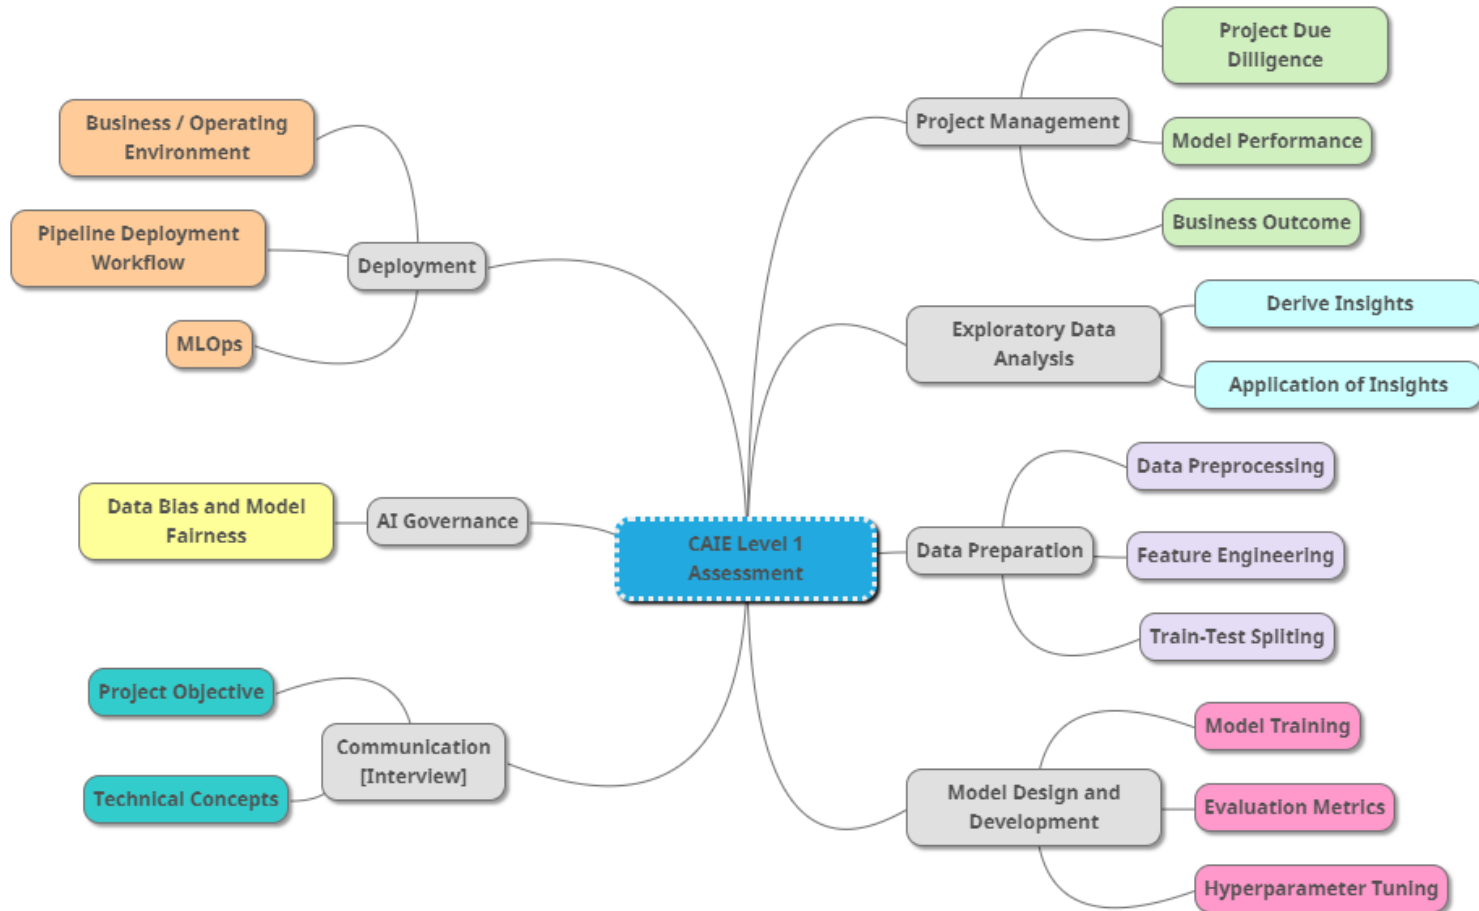 CAIE Level 1
Assessment
Project Management
Project Due
Dilligence
Model Performance
Business Outcome
Exploratory Data
Analysis
Derive Insights
Application of Insights
Data Preparation
Data Preprocessing
Feature Engineering
Train-Test Spliting
Model Design and
Development
Model Training
Evaluation Metrics
Hyperparameter Tuning
Deployment
Business / Operating
Environment
Pipeline Deployment
Workflow
MLOps
AI Governance
Data Bias and Model
Fairness
Communication
[Interview]
Project Objective
Technical Concepts